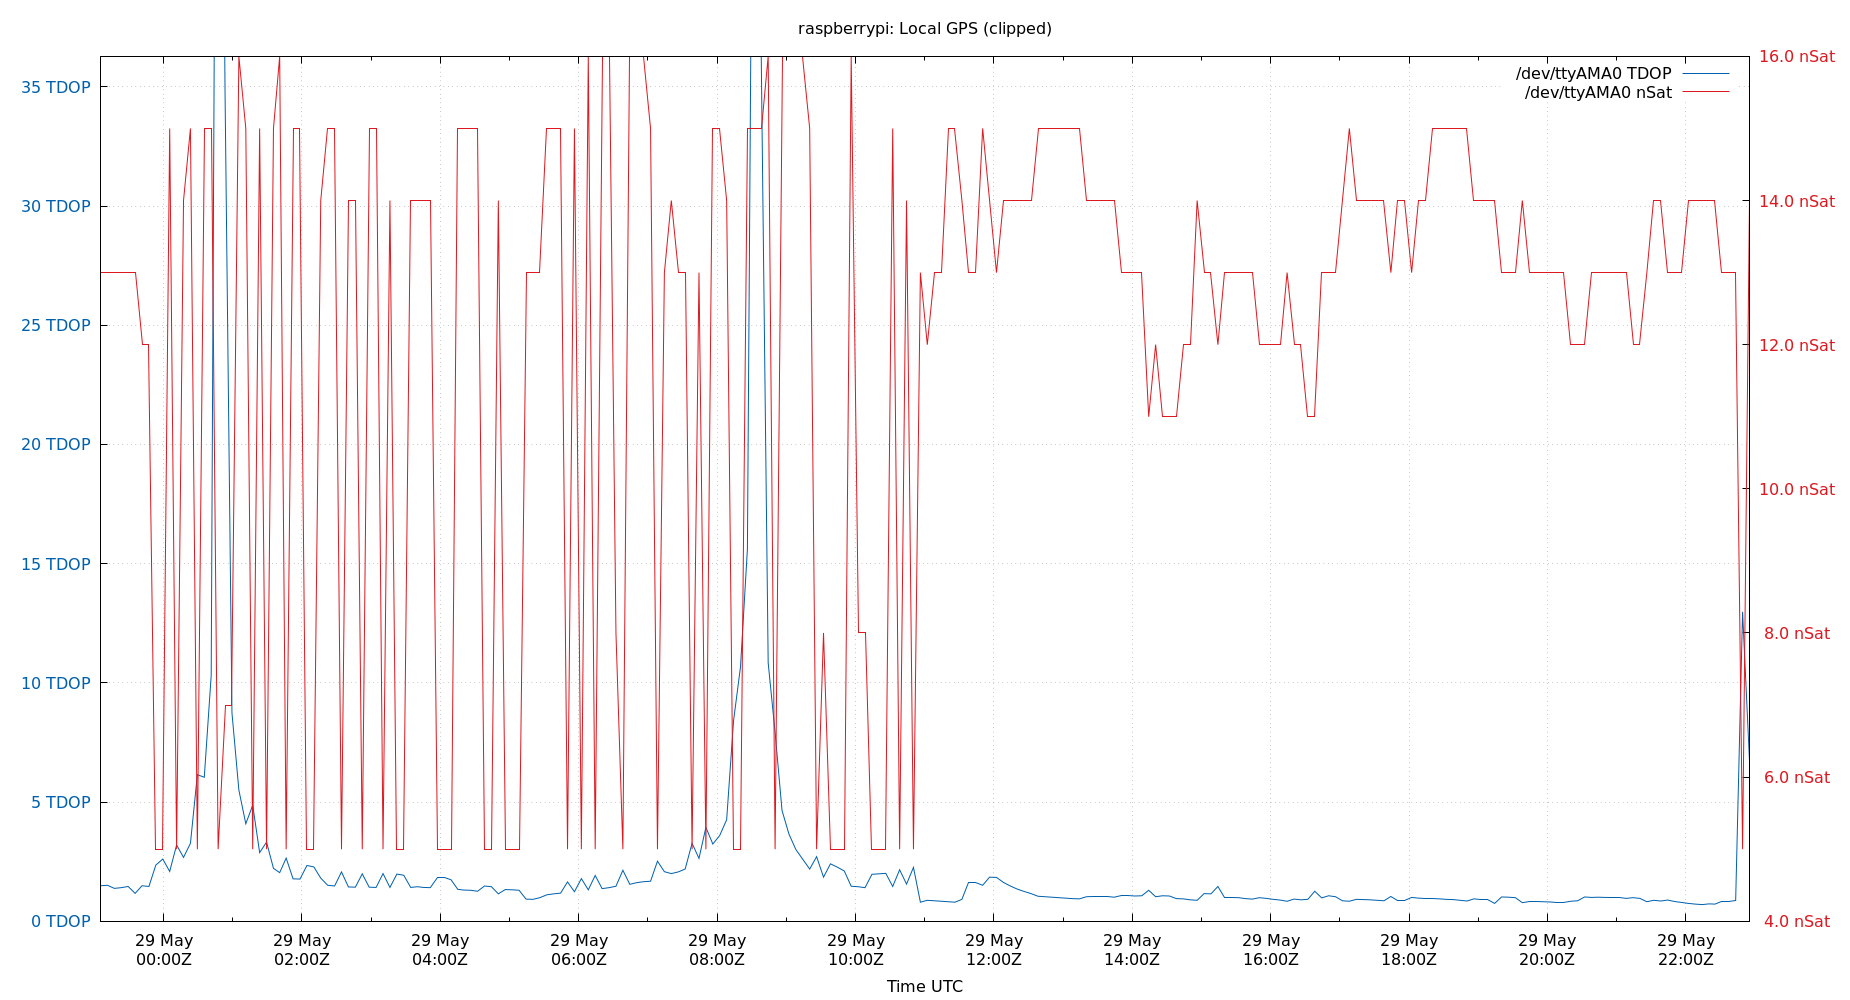 raspberrypi: Local GPS (clipped)
/dev/ttyAMA0 TDOP
/dev/ttyAMA0 nSat
35 TDOP
30 TDOP
25 TDOP
20 TDOP
15 TDOP
10 TDOP
5 TDOP
0 TDOP
16.0 nSat
14.0 nSat
12.0 nSat
10.0 nSat
8.0 nSat
6.0 nSat
4.0 nSat
29 May
00:00Z
29 May
02:00Z
29 May
04:00Z
29 May
06:00Z
29 May
08:00Z
29 May
10:00Z
29 May
12:00Z
29 May
14:00Z
29 May
16:00Z
29 May
18:00Z
29 May
20:00Z
29 May
22:00Z
Time UTC